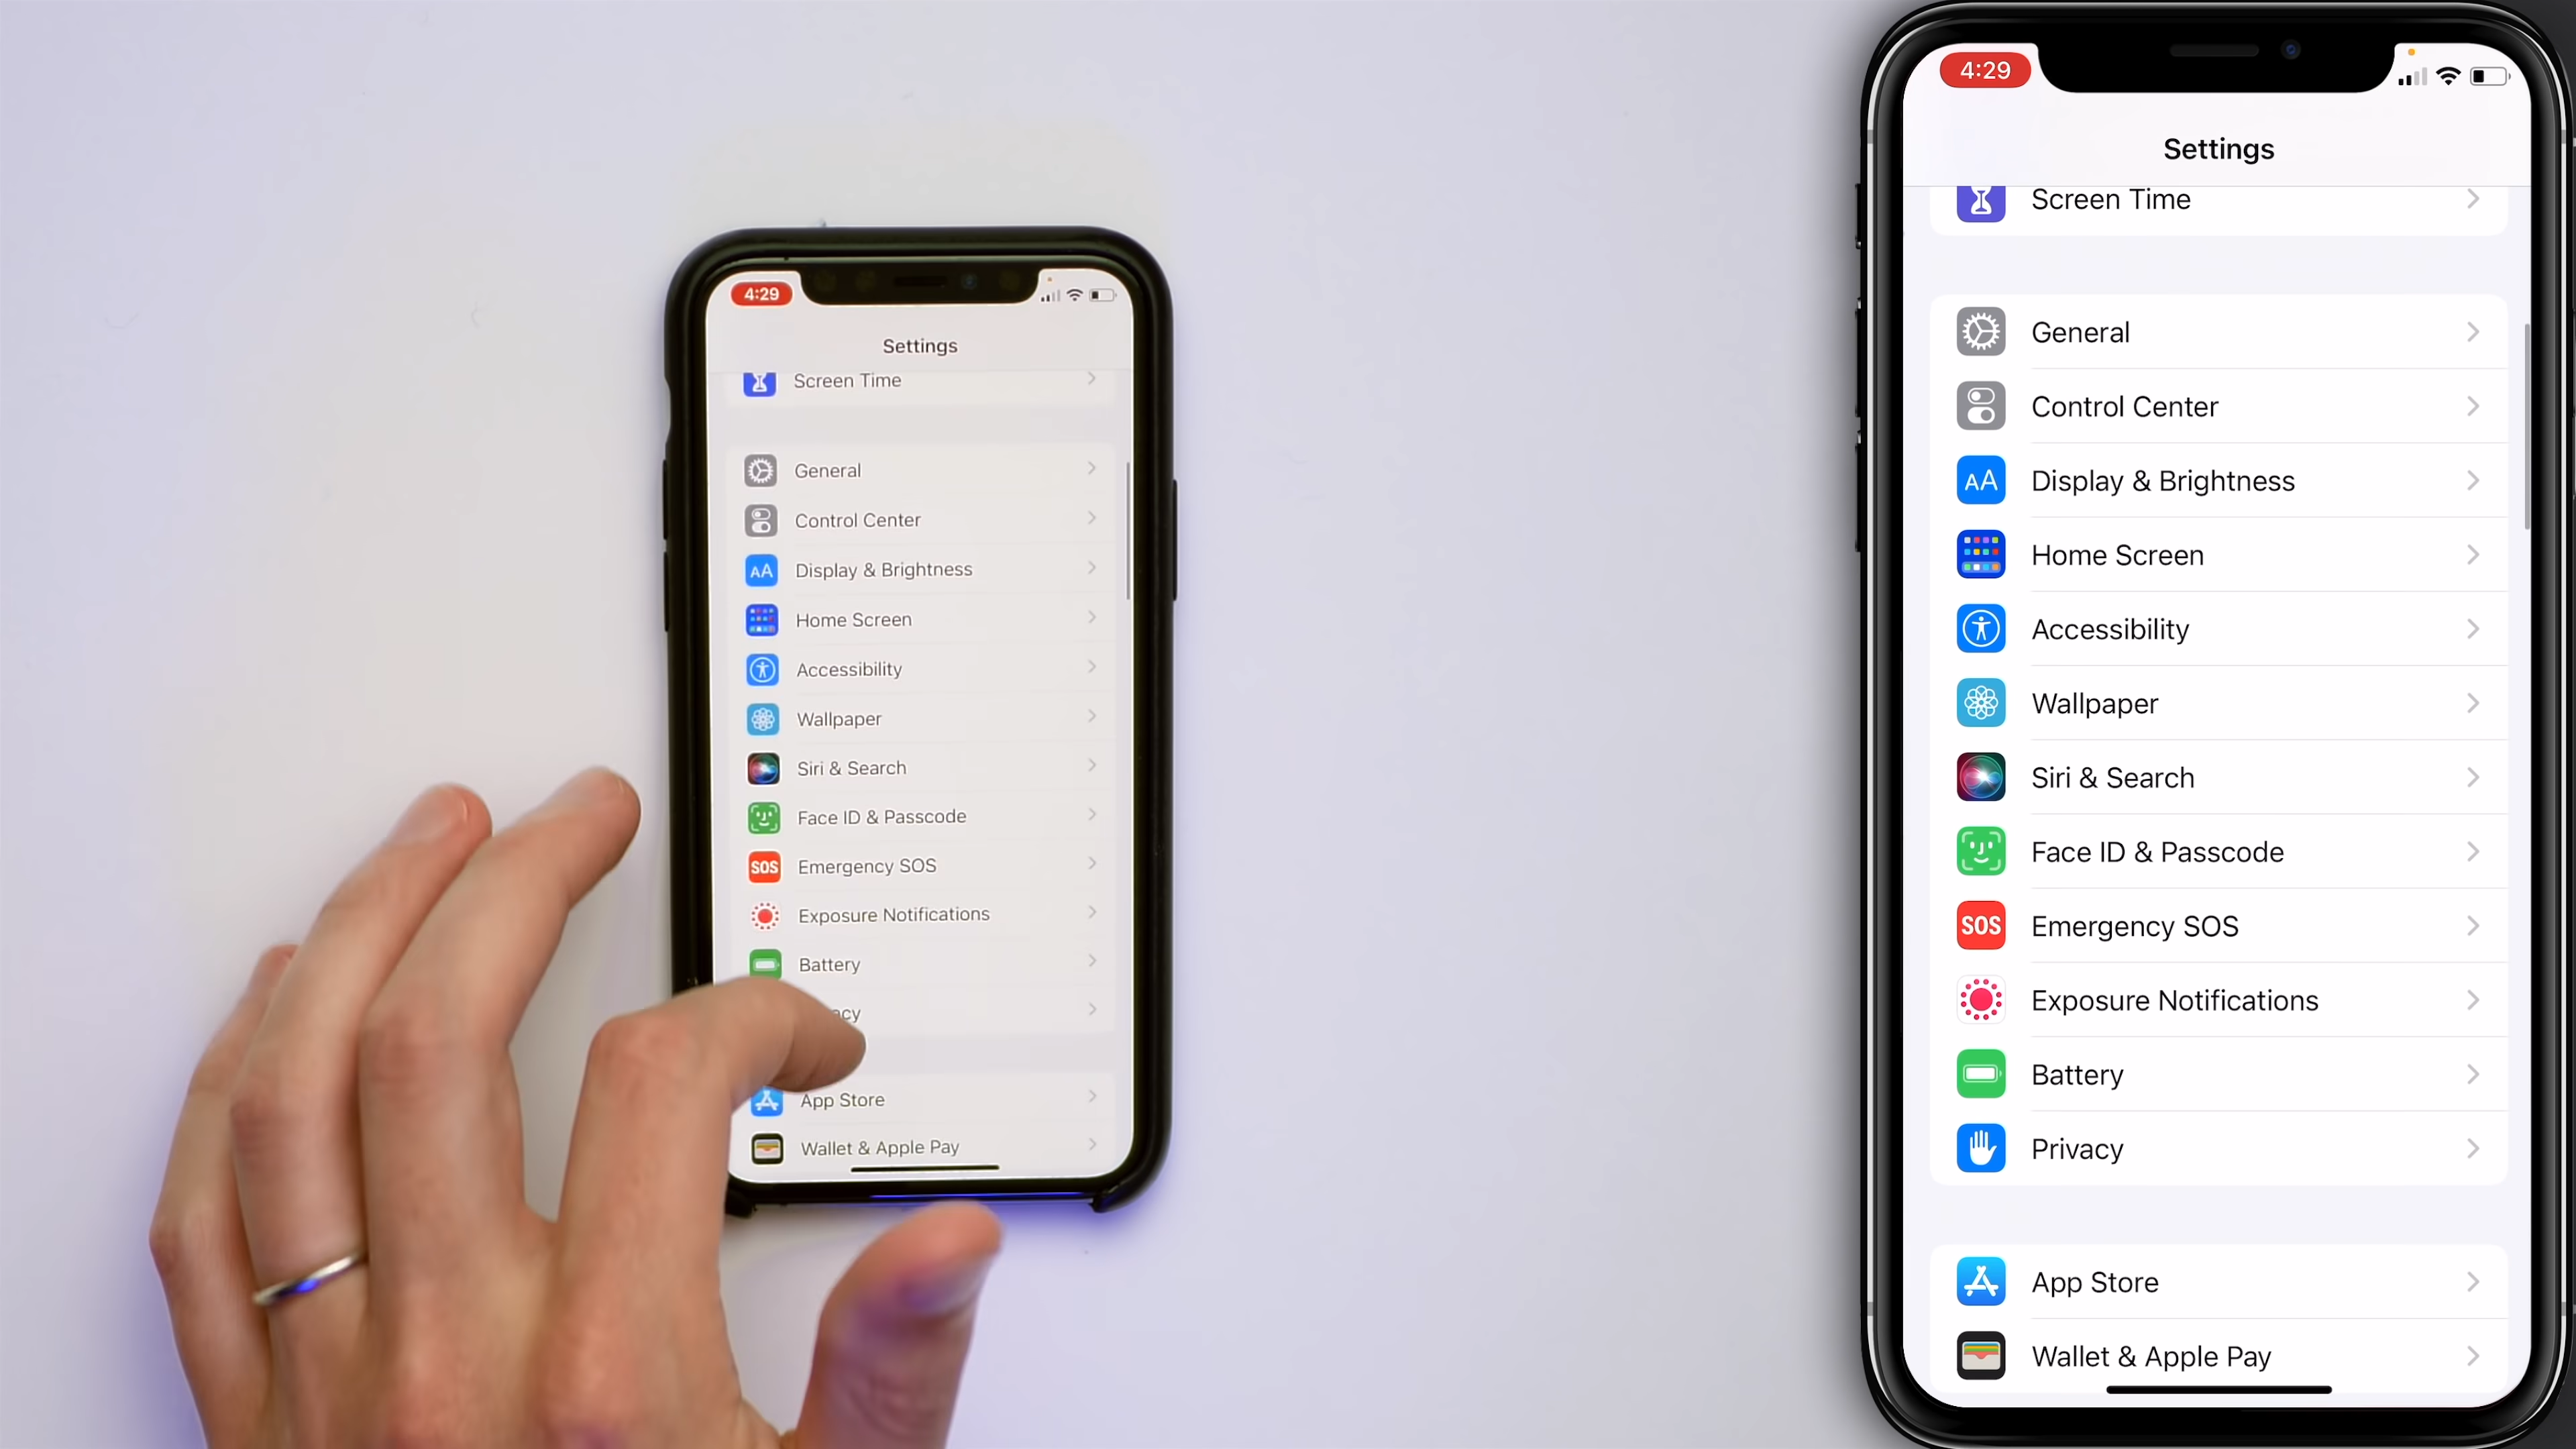 4:29
Settings
Screen Time
General
Control Center
AA Display & Brightness
Home Screen
Accessibility
Wallpaper
Siri & Search
Face ID & Passcode
SOS Emergency SOS
Exposure Notifications
Battery
App Store
Wallet & Apple Pay
4:29
Settings
Screen Time
General
Control Center
AA Display & Brightness
Home Screen
Accessibility
Wallpaper
Siri & Search
Face ID & Passcode
SOS Emergency SOS
Exposure Notifications
Battery
Privacy
App Store
Wallet & Apple Pay